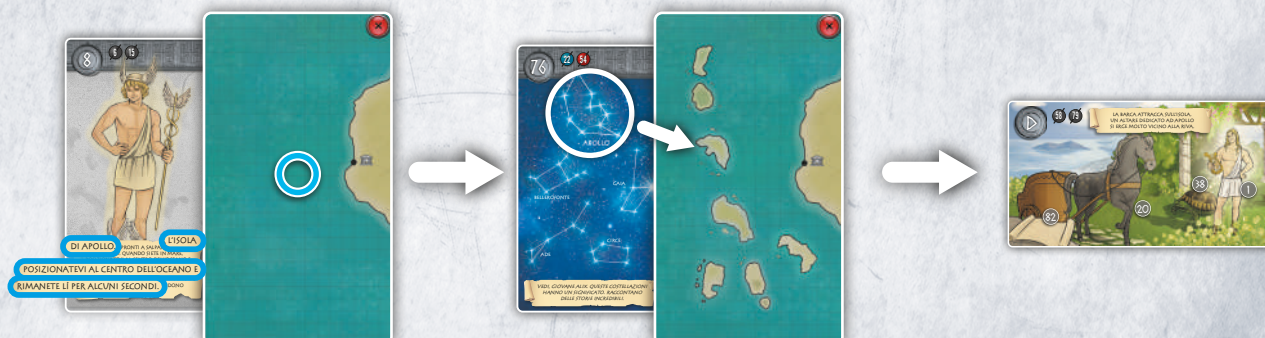 8
6 15
PRONTI A SALPA
L'ISOLA
DI APOLLO.
QUANDO SIETE IN MARE,
POSIZIONATEVI AL CENTRO DELL'OCEANO E
RIMANETE LÍ PER ALCUNI SECONDI.
76
22 54
APOLLO
GAIA
BELLEROFONTE
CIRCE
ADE
VEDI, GIOVANE ALIX. QUESTE COSTELLAZIONI
HANNO UN SIGNIFICATO. RACCONTANO
DELLE STORIE INCREDIBILI.
58 79
LA BARCA ATTRACCA SULL'ISOLA.
UN ALTARE DEDICATO AD APOLLO
SI ERGE MOLTO VICINO ALLA RIVA.
38
1
20
82